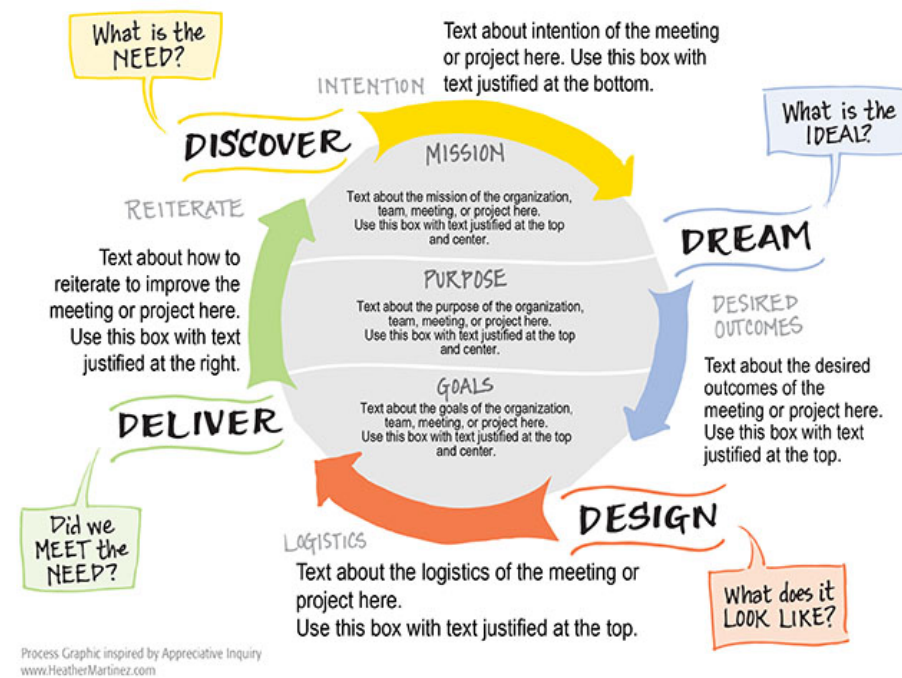 What is the
NEED?
INTENTION
Text about intention of the meeting
or project here. Use this box with
text justified at the bottom.
DISCOVER
What is the
IDEAL?
MISSION
Text about the mission of the organization,
team, meeting, or project here.
Use this box with text justified at the top
and center.
DREAM
REITERATE
Text about how to
reiterate to improve the
meeting or project here.
Use this box with text
justified at the right.
PURPOSE
Text about the purpose of the organization,
team, meeting, or project here.
Use this box with text justified at the top
and center.
DESIRED
OUTCOMES
Text about the desired
outcomes of the
meeting or project here.
Use this box with text
justified at the top.
GOALS
Text about the goals of the organization,
team, meeting, or project here.
Use this box with text justified at the top
and center.
DELIVER
DESIGN
Did we
MEET the
NEED?
LOGISTICS
Text about the logistics of the meeting or
project here.
Use this box with text justified at the top.
What does it
LOOK LIKE?
Process Graphic inspired by Appreciative Inquiry
www.HeatherMartinez.com